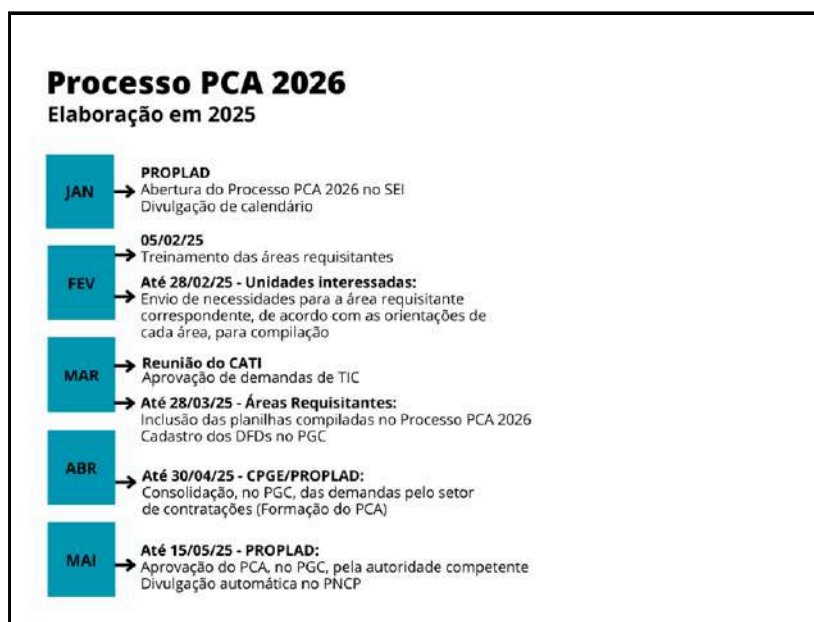 Processo PCA 2026
Elaboração em 2025
JAN
PROPLAD
Abertura do Processo PCA 2026 no SEI
Divulgação de calendário
FEV
05/02/25
Treinamento das áreas requisitantes
Até 28/02/25 - Unidades interessadas:
Envio de necessidades para a área requisitante
correspondente, de acordo com as orientações de
cada área, para compilação
MAR
Reunião do CATI
Aprovação de demandas de TIC
Até 28/03/25 - Áreas Requisitantes:
Inclusão das planilhas compiladas no Processo PCA 2026
Cadastro dos DFDs no PGC
ABR
Até 30/04/25 - CPGE/PROPLAD:
Consolidação, no PGC, das demandas pelo setor
de contratações (Formação do PCA)
MAI
Até 15/05/25 - PROPLAD:
Aprovação do PCA, no PGC, pela autoridade competente
Divulgação automática no PNCP